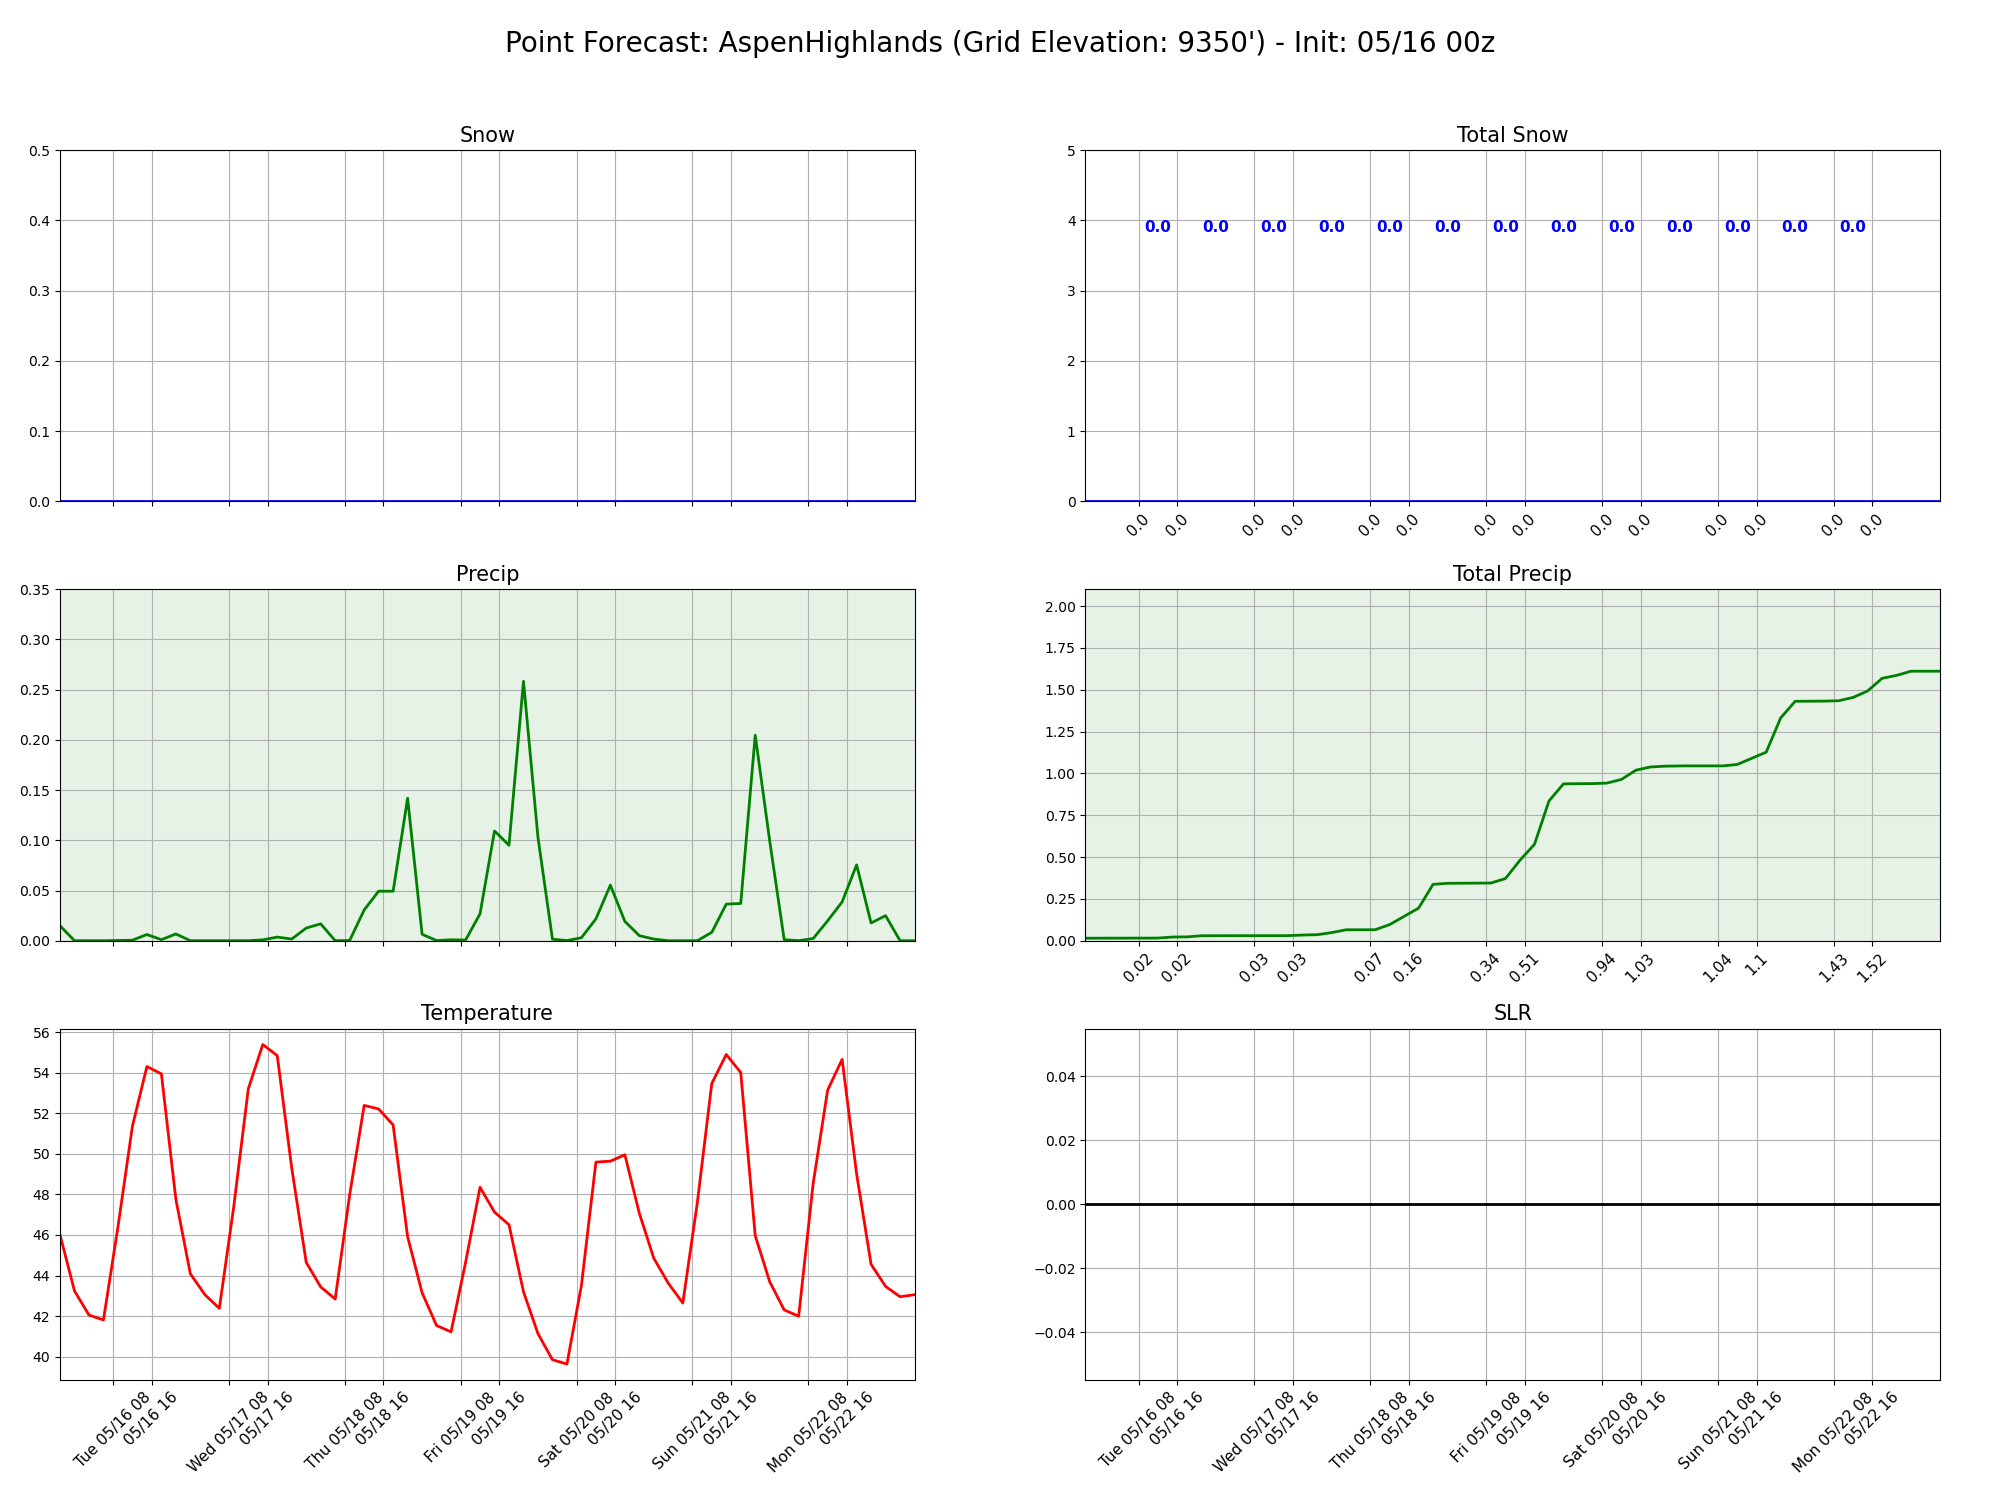 Point Forecast: AspenHighlands (Grid Elevation: 9350') - Init: 05/16 00z
Snow
0.5
0.4
0.3
0.2
0.1
0.0
Total Snow
5
4
3
2
1
0
0.0 0.0 0.0 0.0 0.0 0.0 0.0 0.0 0.0 0.0 0.0 0.0 0.0
0.0 0.0 0.0 0.0 0.0 0.0 0.0 0.0 0.0 0.0 0.0 0.0 0.0 0.0
Precip
0.35
0.30
0.25
0.20
0.15
0.10
0.05
0.00
Total Precip
2.00
1.75
1.50
1.25
1.00
0.75
0.50
0.25
0.00
0.02 0.02 0.03 0.03 0.07 0.16 0.34 0.51 0.94 1.03 1.04 1.1 1.43 1.52
Temperature
56
54
52
50
48
46
44
42
40
Tue 05/16 08
05/16 16
Wed 05/17 08
05/17 16
Thu 05/18 08
05/18 16
Fri 05/19 08
05/19 16
Sat 05/20 08
05/20 16
Sun 05/21 08
05/21 16
Mon 05/22 08
05/22 16
SLR
0.04
0.02
0.00
−0.02
−0.04
Tue 05/16 08
05/16 16
Wed 05/17 08
05/17 16
Thu 05/18 08
05/18 16
Fri 05/19 08
05/19 16
Sat 05/20 08
05/20 16
Sun 05/21 08
05/21 16
Mon 05/22 08
05/22 16